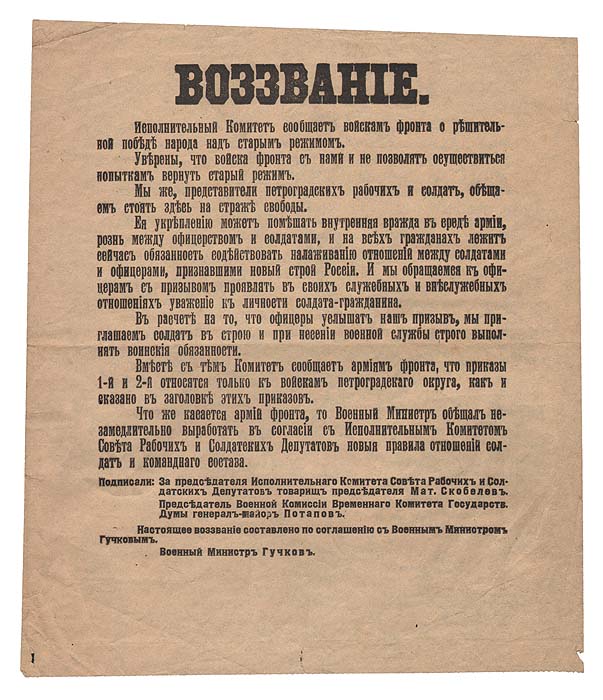 ВОЗЗВАНІЕ.
Исполнительный Комитетъ сообщаетъ войскамъ фронта о рѣшитель-
ной побѣдѣ народа надъ старымъ режимомъ.
Увѣрены, что войска фронта съ нами и не позволятъ осуществиться
попыткамъ вернуть старый режим.
Мы же, представители петроградскихъ рабочихъ и солдатъ, обѣща-
емъ стоять здѣсь на стражѣ свободы.
Ея укрѣпленію можетъ помѣшать внутренняя вражда въ средѣ арміи,
рознь между офицерствомъ и солдатами, и на всѣхъ гражданахъ лежитъ
сейчасъ обязанность содѣйствовать налаживанію отношеній между солдатами
и офицерами, признавшими новый строй Россіи. И мы обращаемся къ офи-
церамъ съ призывомъ проявлять въ своихъ служебныхъ и внѣслужебныхъ
отношеніяхъ уваженіе къ личности солдата-гражданина.
Въ расчетѣ на то, что офицеры услышатъ нашъ призывъ, мы при-
глашаемъ солдатъ въ строю и при несеніи военной службы строго выпол-
нять воинскія обязанности.
Вмѣстѣ съ тѣмъ Комитетъ сообщаетъ арміямъ фронта, что приказы
1-й и 2-й относятся только къ войскамъ петроградскаго округа, какъ и
сказано въ заголовкѣ этихъ приказовъ.
Что же касается армій фронта, то Военный Министръ обѣщалъ не-
замедлительно выработать въ согласіи съ Исполнительнымъ Комитетомъ
Совѣта Рабочихъ и Солдатскихъ Депутатовъ новыя правила отношеній сол-
датъ и команднаго состава.
Подписали: За предсѣдателя Исполнительнаго Комитета Совѣта Рабочихъ и Сол-
датскихъ Депутатовъ товарищъ предсѣдателя Мат. Скобелевъ.
Предсѣдатель Военной Комиссіи Временнаго Комитета Государств.
Думы генералъ-майоръ Потаповъ.
Настоящее воззваніе составлено по соглашенію съ Военнымъ Министромъ
Гучковымъ.
Военный Министръ Гучковъ.
1